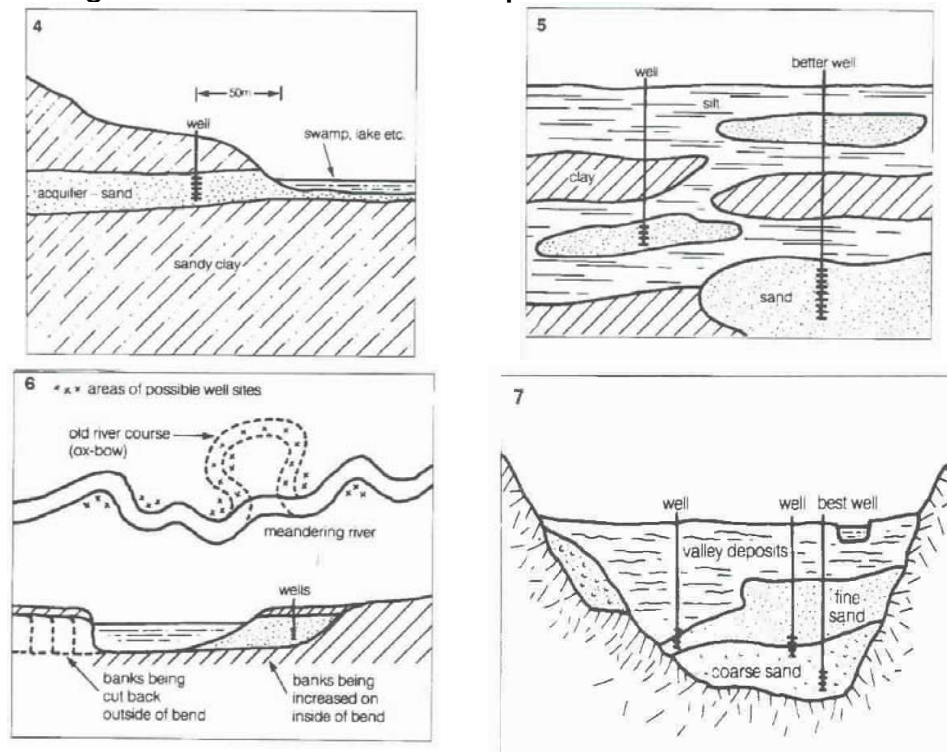 4
50m
well
swamp, lake etc.
acquifier – sand
sandy clay
5
well
better well
silt
clay
sand
6
x x x areas of possible well sites
old river course
(ox-bow)
meandering river
wells
banks being
cut back
outside of bend
banks being
increased on
inside of bend
7
well
well
best well
valley deposits
fine
sand
coarse sand